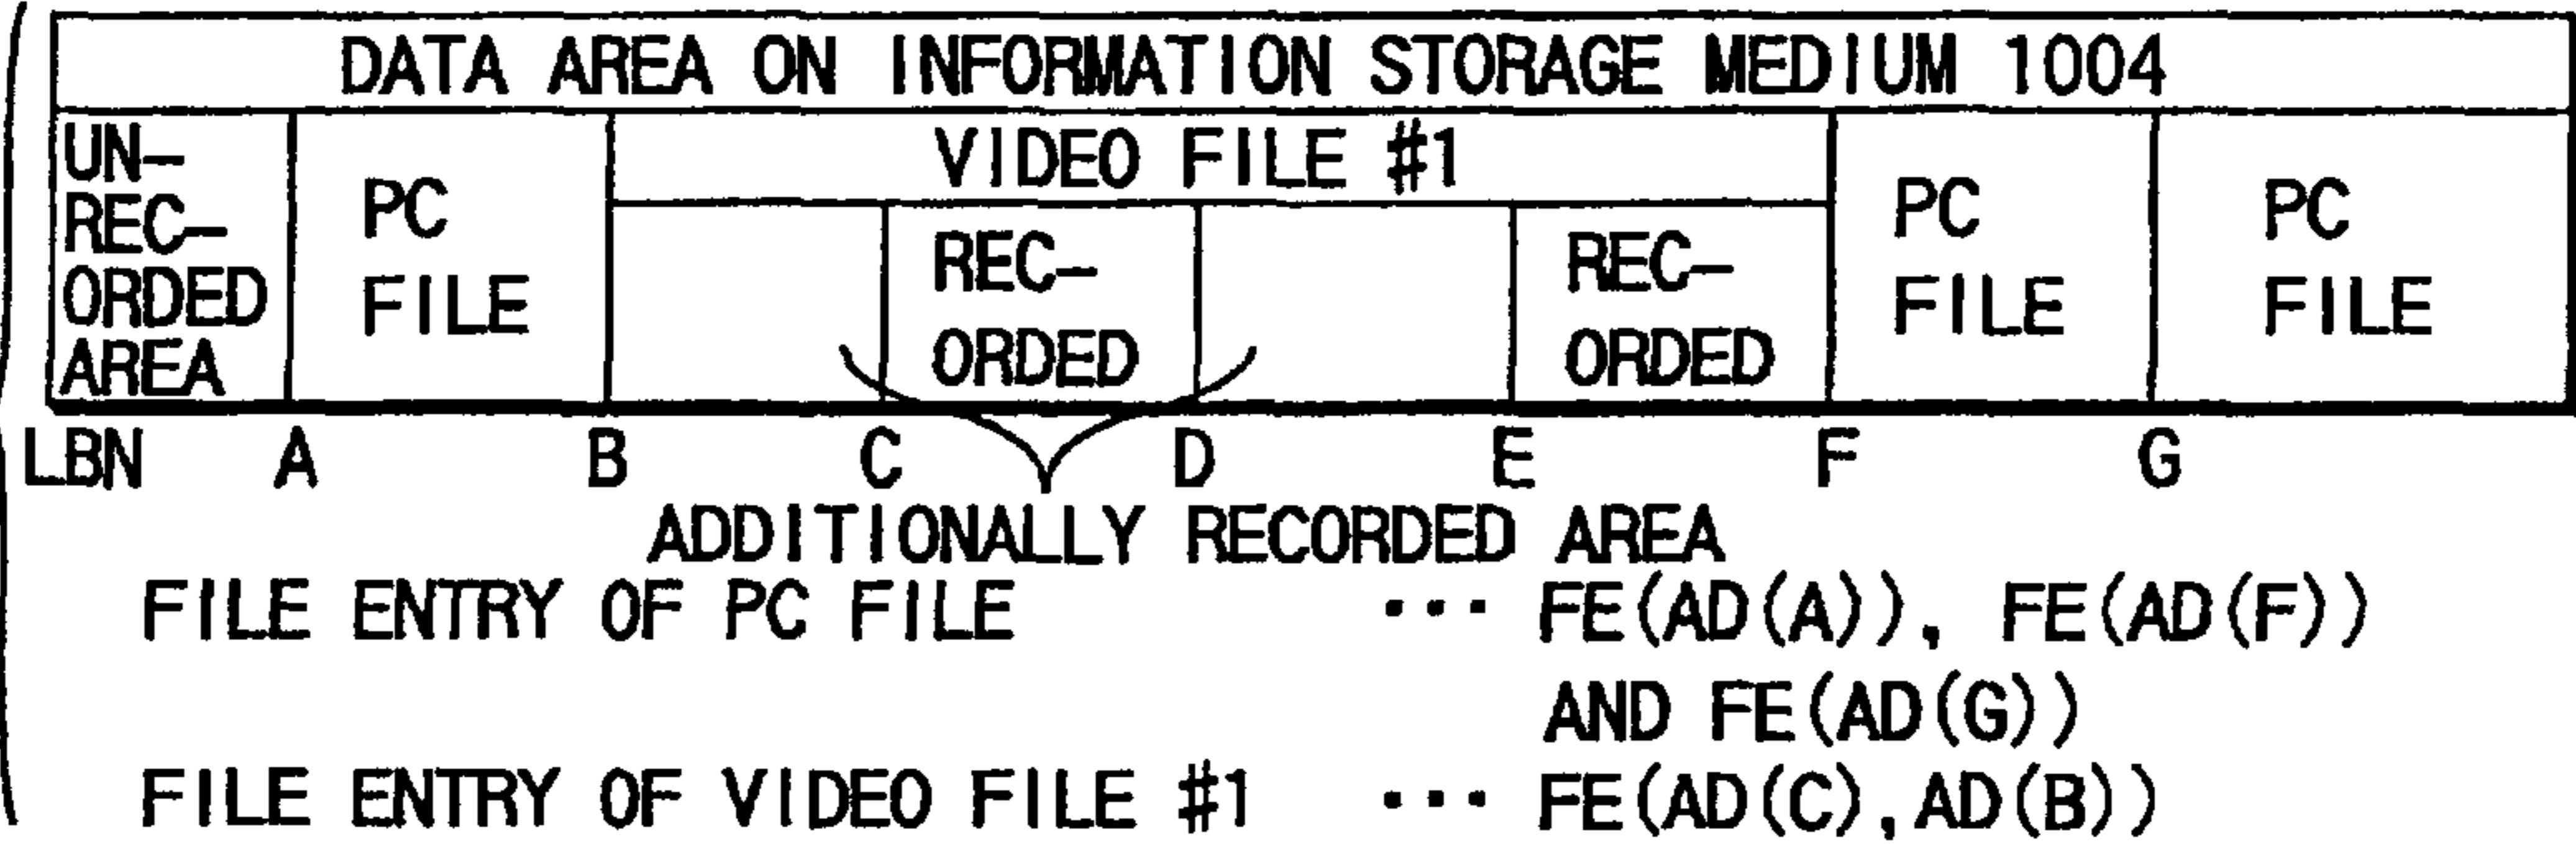 DATA AREA ON INFORMATION STORAGE MEDIUM 1004
UN-
REC-
ORDED
AREA
PC
FILE
VIDEO FILE #1
REC-
ORDED
REC-
ORDED
PC
FILE
PC
FILE
LBN A B C D E F G
ADDITIONALLY RECORDED AREA
FILE ENTRY OF PC FILE ··· FE(AD(A)), FE(AD(F))
AND FE(AD(G))
FILE ENTRY OF VIDEO FILE #1 ··· FE(AD(C),AD(B))